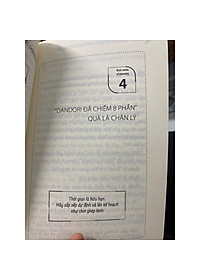 4
"DANDORI ĐÃ CHIẾM 8 PHẦN"
QUẢ LÀ CHÂN LÝ
Thời gian là hữu hạn.
Hãy sắp xếp dự định và lên kế hoạch
như chơi ghép hình